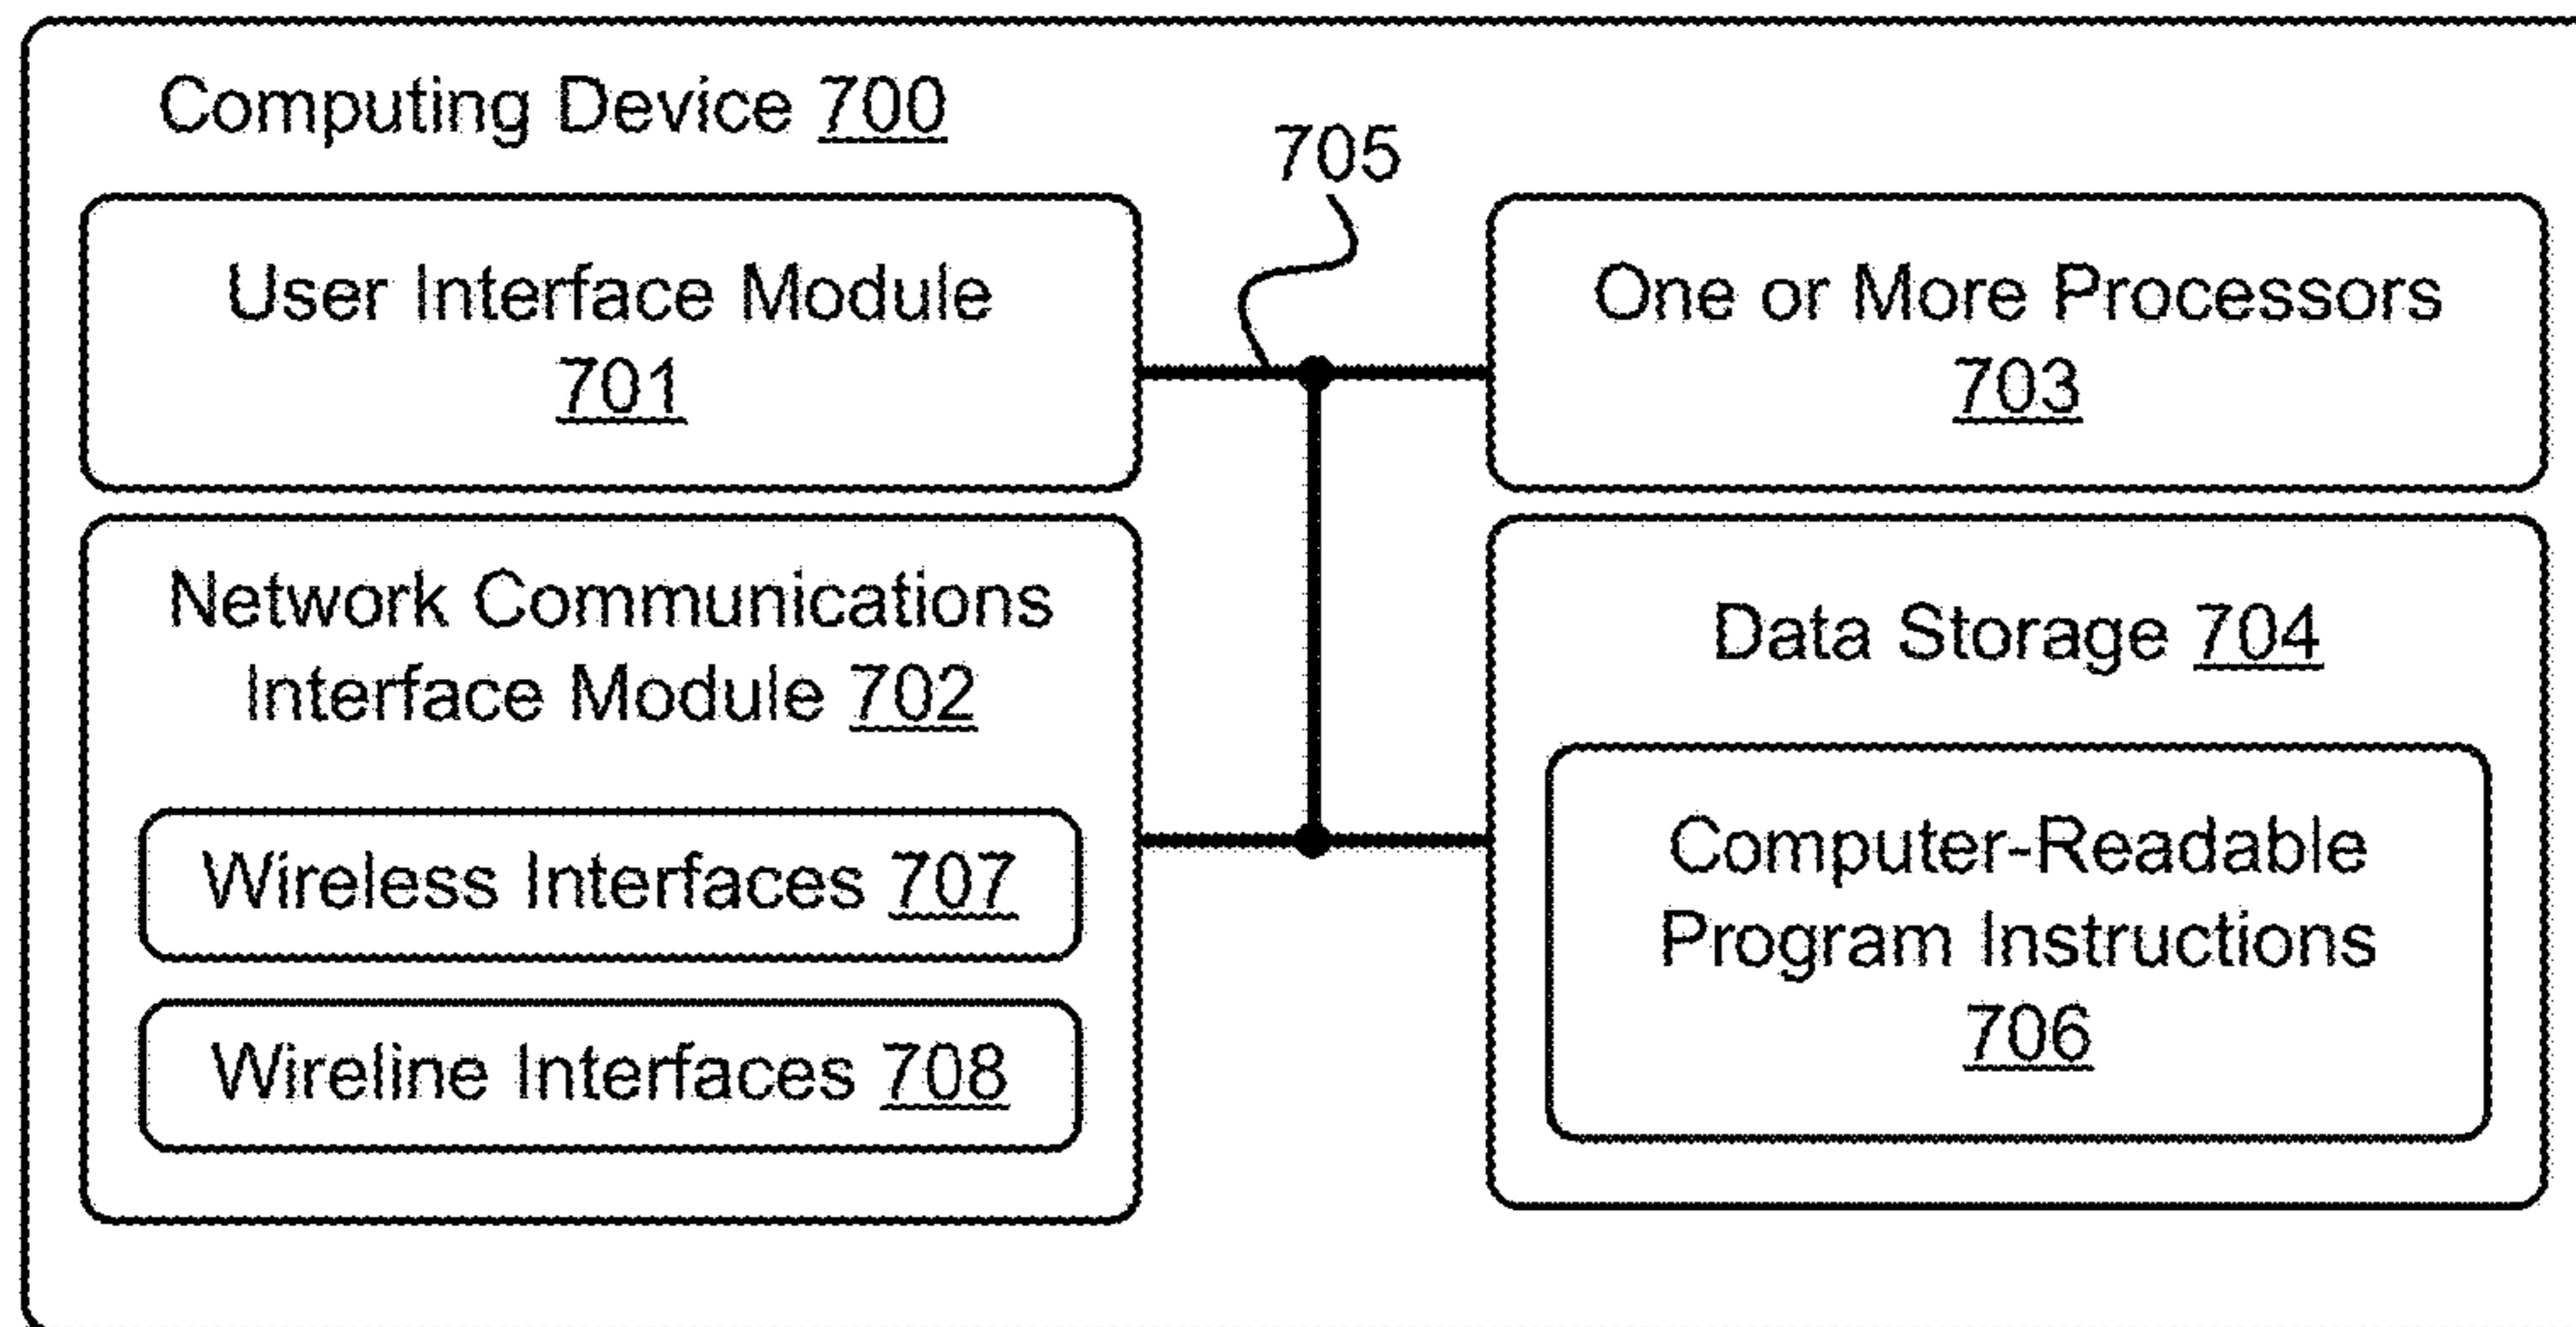 Computing Device 700
705
User Interface Module
701
One or More Processors
703
Network Communications
Interface Module 702
Wireless Interfaces 707
Wireline Interfaces 708
Data Storage 704
Computer-Readable
Program Instructions
706